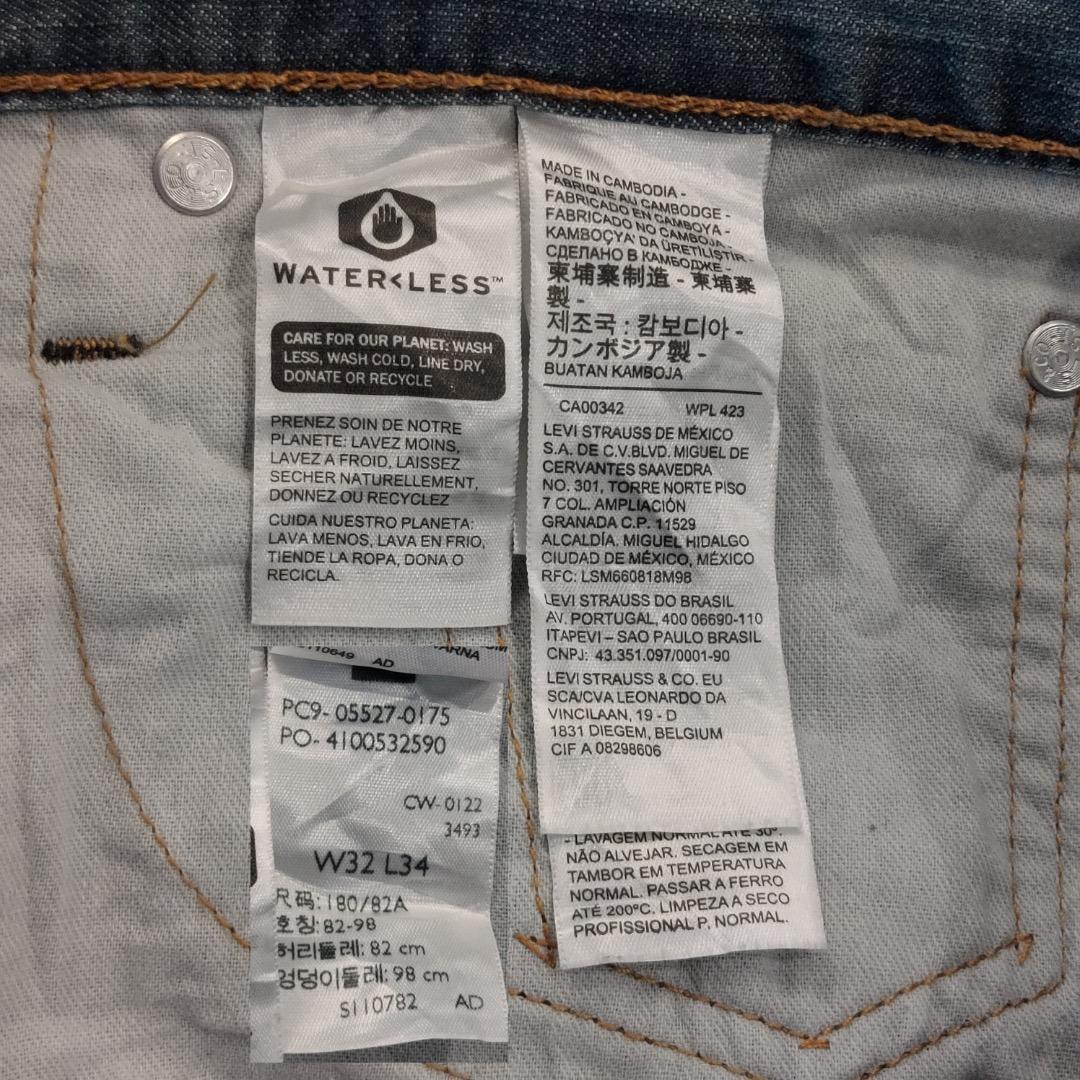 WATER<LESS™
CARE FOR OUR PLANET: WASH
LESS, WASH COLD, LINE DRY,
DONATE OR RECYCLE
PRENEZ SOIN DE NOTRE
PLANETE: LAVEZ MOINS,
LAVEZ A FROID, LAISSEZ
SECHER NATURELLEMENT,
DONNEZ OU RECYCLEZ
CUIDA NUESTRO PLANETA:
LAVA MENOS, LAVA EN FRIO,
TIENDE LA ROPA, DONA O
RECICLA.
110649 AD
PC9- 05527-0175
PO- 4100532590
CW- 0122
3493
W32 L34
尺码: 180/82A
호칭: 82-98
허리둘레: 82 cm
엉덩이둘레: 98 cm
S110782 AD
MADE IN CAMBODIA -
FABRIQUE AU CAMBODGE -
FABRICADO EN CAMBOYA -
FABRICADO NO CAMBOJA -
KAMBOÇYA' DA ÜRETILIŞTIR -
СДЕЛАНО В КАМБОДЖЕ -
柬埔寨制造 - 柬埔寨
製 -
제조국 : 캄보디아 -
カンボジア製 -
BUATAN KAMBOJA
CA00342 WPL 423
LEVI STRAUSS DE MÉXICO
S.A. DE C.V.BLVD. MIGUEL DE
CERVANTES SAAVEDRA
NO. 301, TORRE NORTE PISO
7 COL. AMPLIACIÓN
GRANADA C.P. 11529
ALCALDÍA. MIGUEL HIDALGO
CIUDAD DE MÉXICO, MÉXICO
RFC: LSM660818M98
LEVI STRAUSS DO BRASIL
AV. PORTUGAL, 400 06690-110
ITAPEVI – SAO PAULO BRASIL
CNPJ: 43.351.097/0001-90
LEVI STRAUSS & CO. EU
SCA/CVA LEONARDO DA
VINCILAAN, 19 - D
1831 DIEGEM, BELGIUM
CIF A 08298606
- LAVAGEM NORMAL ATÉ 30º.
NÃO ALVEJAR. SECAGEM EM
TAMBOR EM TEMPERATURA
NORMAL. PASSAR A FERRO
ATÉ 200ºC. LIMPEZA A SECO
PROFISSIONAL P, NORMAL.